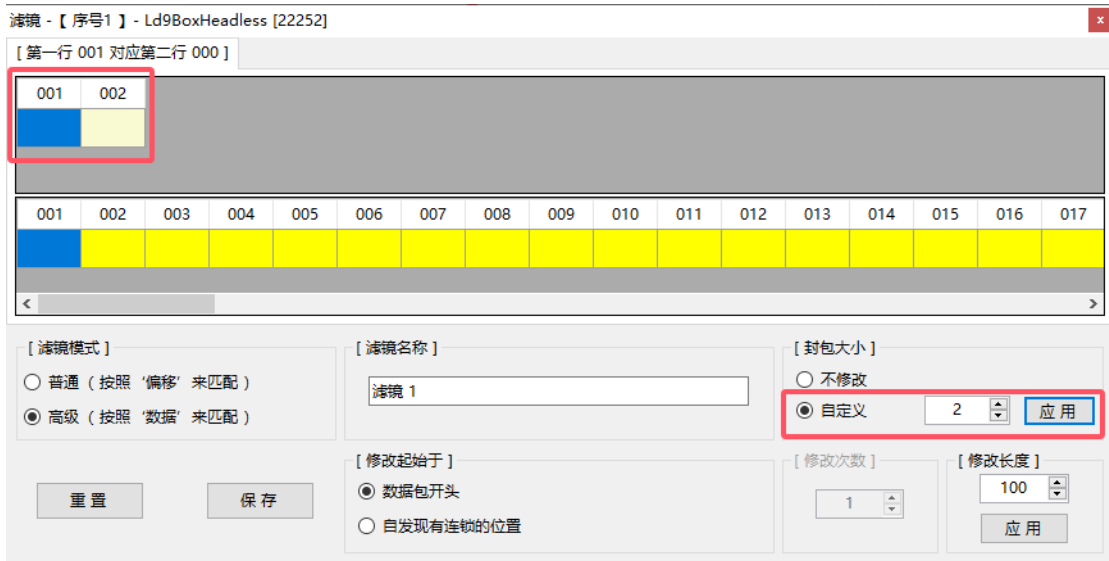 滤镜 -【 序号1 】- Ld9BoxHeadless [22252]
x
[ 第一行 001 对应第二行 000 ]
001 002
001 002 003 004 005 006 007 008 009 010 011 012 013 014 015 016 017
[ 滤镜模式 ]
普通（ 按照‘偏移’来匹配 ）
高级（ 按照‘数据’来匹配 ）
[ 滤镜名称 ]
滤镜 1
[ 封包大小 ]
不修改
自定义 2 应 用
重 置 保 存
[ 修改起始于 ]
数据包开头
自发现有连锁的位置
[ 修改次数 ]
1
[ 修改长度 ]
100
应 用